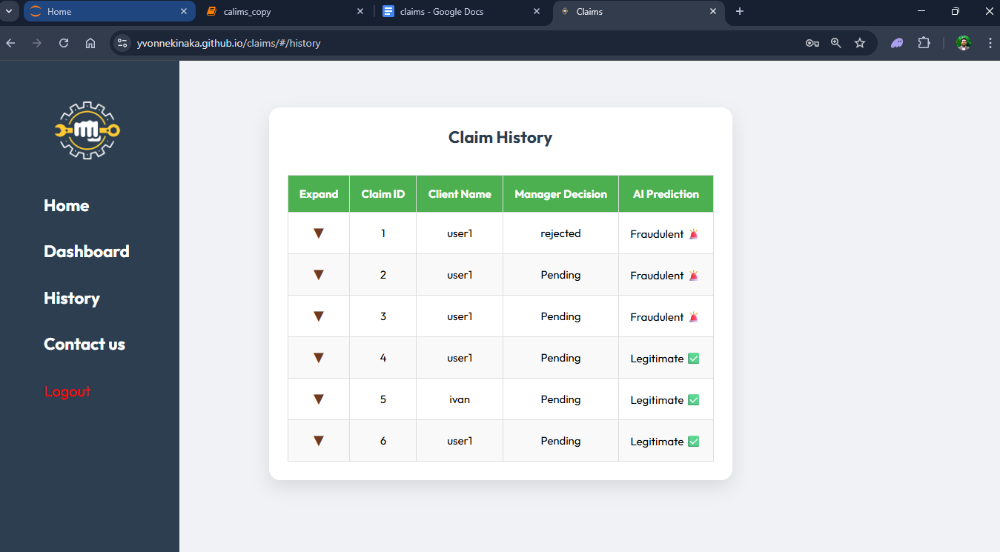 Home
calims_copy
claims - Google Docs
Claims
yvonnekinaka.github.io/claims/#/history
Home
Dashboard
History
Contact us
Logout
Claim History
Expand Claim ID Client Name Manager Decision AI Prediction
▼ 1 user1 rejected Fraudulent 🚨
▼ 2 user1 Pending Fraudulent 🚨
▼ 3 user1 Pending Fraudulent 🚨
▼ 4 user1 Pending Legitimate ✅
▼ 5 ivan Pending Legitimate ✅
▼ 6 user1 Pending Legitimate ✅